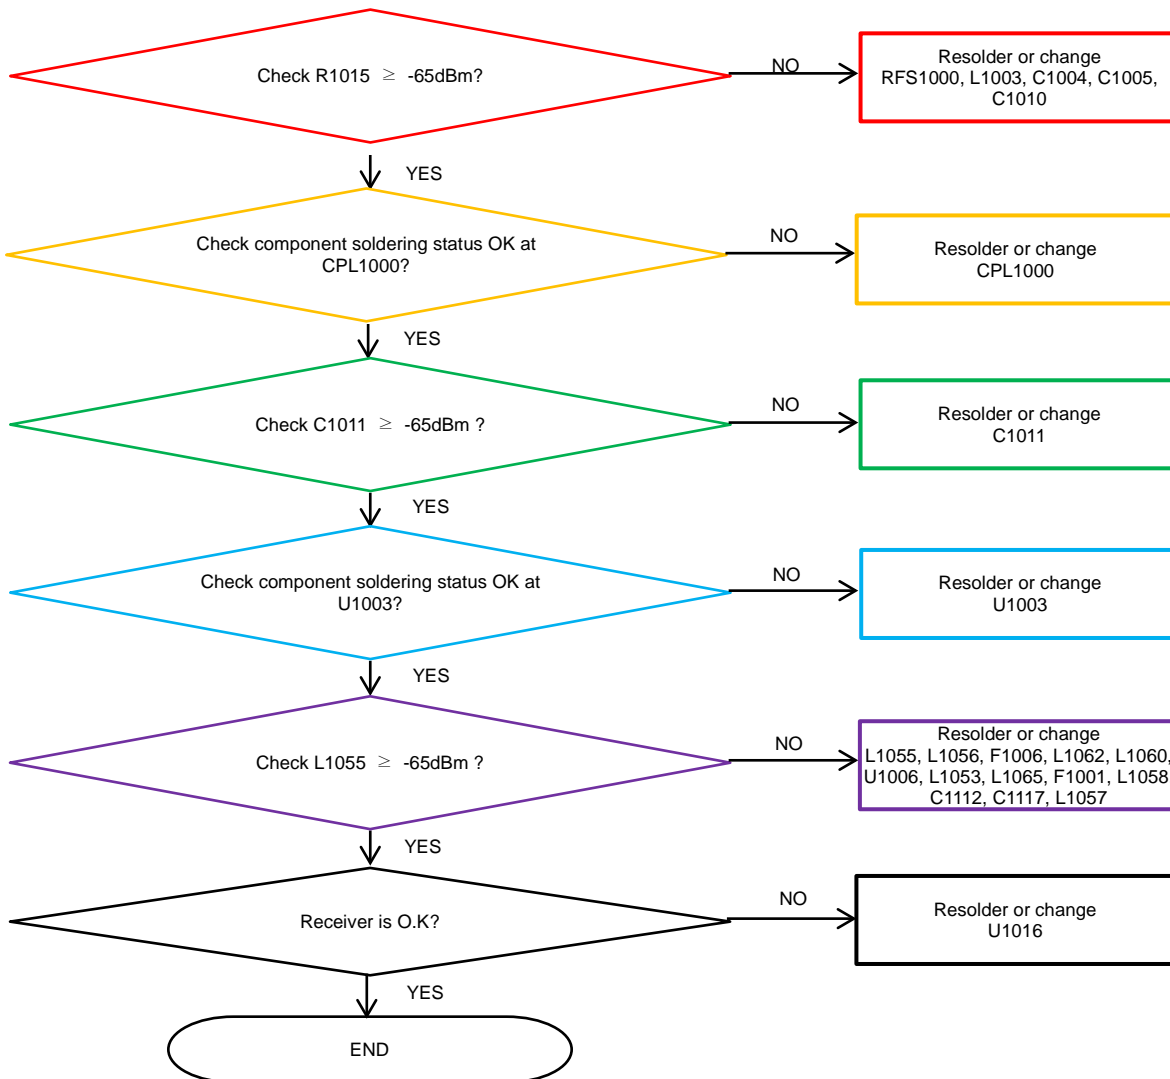 Check R1015 ≥ -65dBm?
NO
Resolder or change
RFS1000, L1003, C1004, C1005,
C1010
YES
Check component soldering status OK at
CPL1000?
NO
Resolder or change
CPL1000
YES
Check C1011 ≥ -65dBm ?
NO
Resolder or change
C1011
YES
Check component soldering status OK at
U1003?
NO
Resolder or change
U1003
YES
Check L1055 ≥ -65dBm ?
NO
Resolder or change
L1055, L1056, F1006, L1062, L1060,
U1006, L1053, L1065, F1001, L1058
C1112, C1117, L1057
YES
Receiver is O.K?
NO
Resolder or change
U1016
YES
END